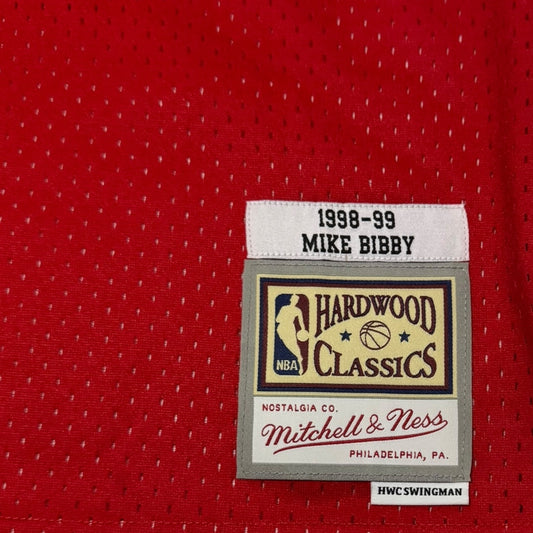 1998-99
MIKE BIBBY
HARDWOOD
CLASSICS
NBA
NOSTALGIA CO.
Mitchell & Ness
PHILADELPHIA, PA.
HWC SWINGMAN